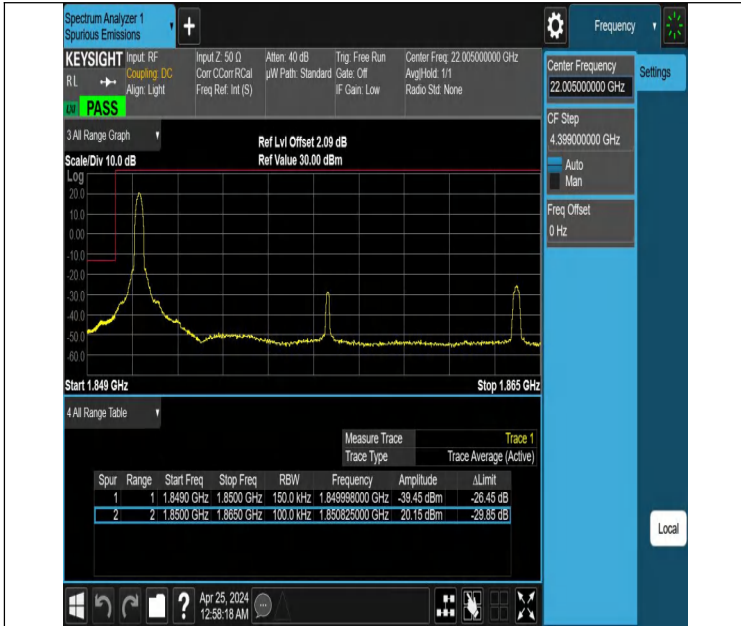 Spectrum Analyzer 1
Spurious Emissions
+
Frequency
KEYSIGHT
RL
Input: RF
Coupling: DC
Align: Light
Input Z: 50 Ω
Corr CCorr RCal
Freq Ref: Int (S)
Atten: 40 dB
µW Path: Standard
Trig: Free Run
Gate: Off
IF Gain: Low
Center Freq: 22.005000000 GHz
Avg|Hold: 1/1
Radio Std: None
PASS
Center Frequency
22.005000000 GHz
Settings
CF Step
4.399000000 GHz
Auto
Man
Freq Offset
0 Hz
3 All Range Graph
Ref Lvl Offset 2.09 dB
Scale/Div 10.0 dB
Ref Value 30.00 dBm
Log
20.0
10.0
0.00
-10.0
-20.0
-30.0
-40.0
-50.0
-60.0
Start 1.849 GHz
Stop 1.865 GHz
4 All Range Table
Measure Trace Trace 1
Trace Type Trace Average (Active)
Spur Range Start Freq Stop Freq RBW Frequency Amplitude ΔLimit
1 1 1.8490 GHz 1.8500 GHz 150.0 kHz 1.849998000 GHz -39.45 dBm -26.45 dB
2 2 1.8500 GHz 1.8650 GHz 100.0 kHz 1.850825000 GHz 20.15 dBm -29.85 dB
Local
?
Apr 25, 2024
12:58:18 AM